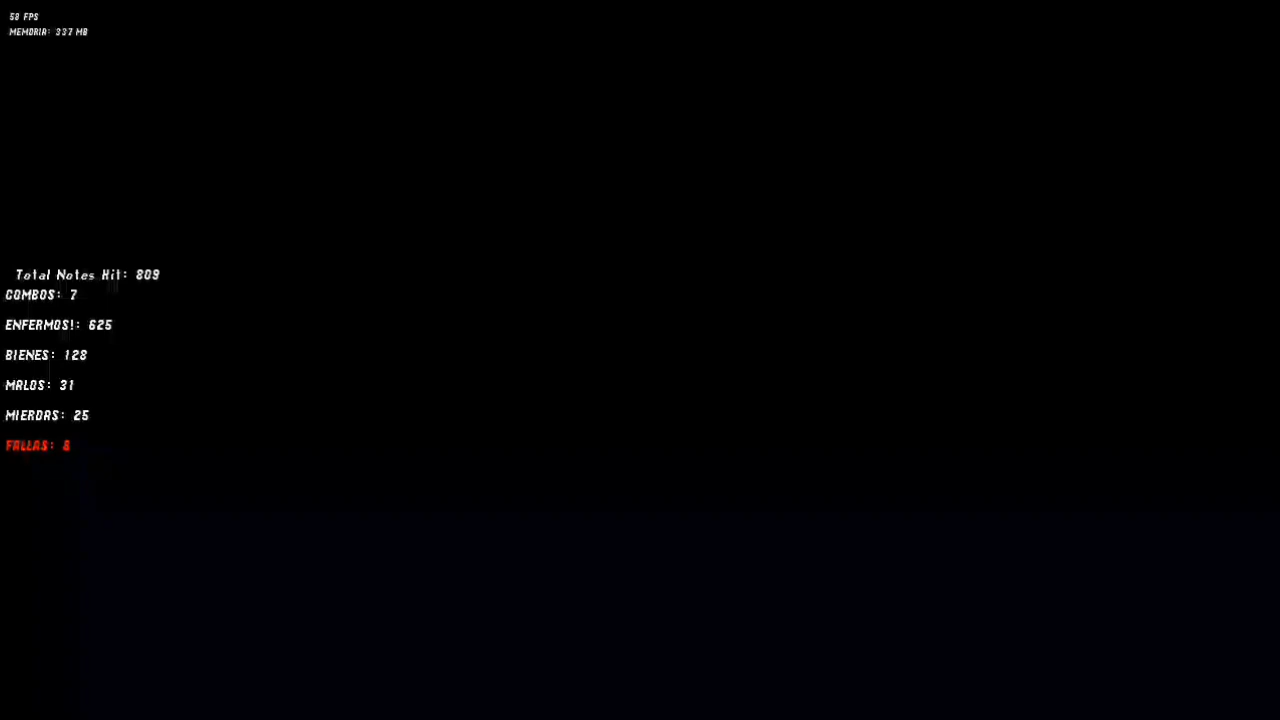 58 FPS
MEMORIA: 337 MB
Total Notes Hit: 809
COMBOS: 7
ENFERMOS!: 625
BIENES: 128
MALOS: 31
MIERDAS: 25
FALLAS: 8